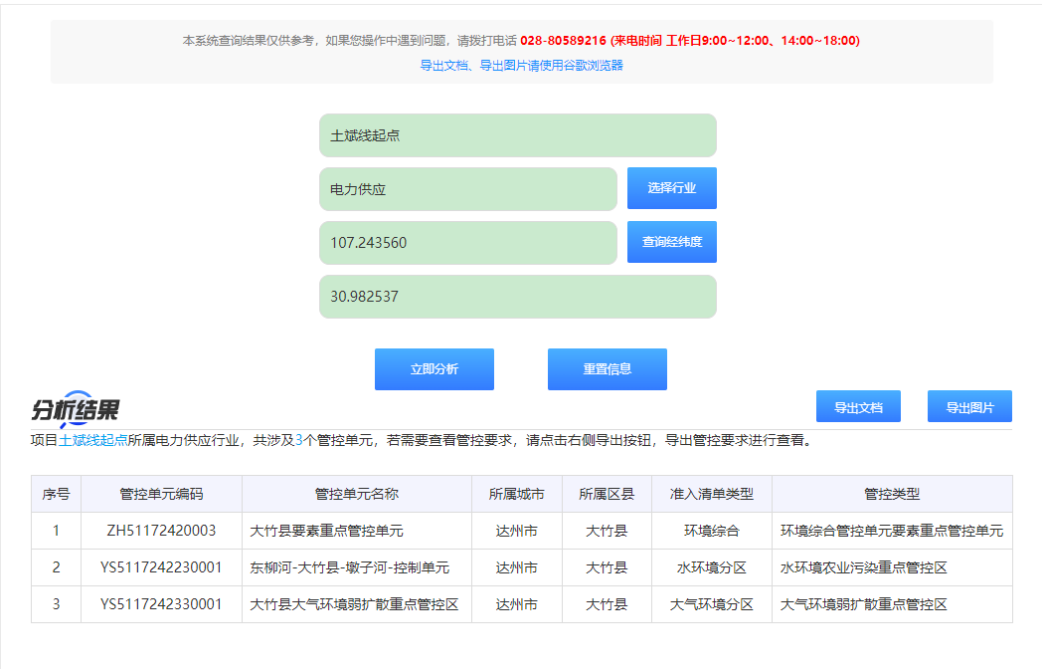 本系统查询结果仅供参考，如果您操作中遇到问题，请拨打电话 028-80589216 (来电时间 工作日9:00~12:00、14:00~18:00)
导出文档、导出图片请使用谷歌浏览器
土斌线起点
电力供应 选择行业
107.243560 查询经纬度
30.982537
立即分析 重置信息
分析结果 导出文档 导出图片
项目土斌线起点所属电力供应行业，共涉及3个管控单元，若需要查看管控要求，请点击右侧导出按钮，导出管控要求进行查看。
序号 管控单元编码 管控单元名称 所属城市 所属区县 准入清单类型 管控类型
1 ZH51172420003 大竹县要素重点管控单元 达州市 大竹县 环境综合 环境综合管控单元要素重点管控单元
2 YS5117242230001 东柳河-大竹县-墩子河-控制单元 达州市 大竹县 水环境分区 水环境农业污染重点管控区
3 YS5117242330001 大竹县大气环境弱扩散重点管控区 达州市 大竹县 大气环境分区 大气环境弱扩散重点管控区